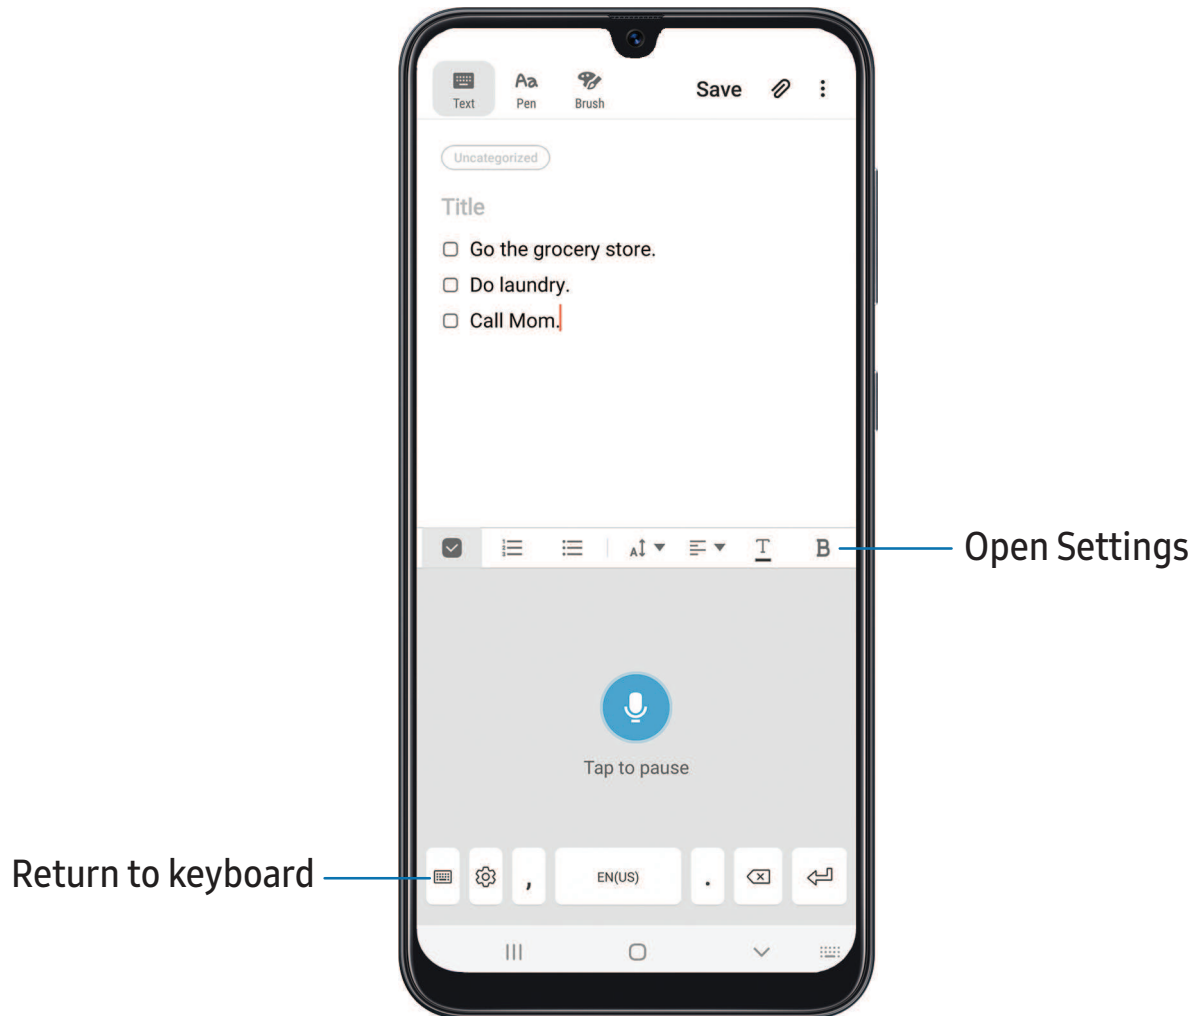 Text
Aa
Pen
Brush
Save
Uncategorized
Title
Go the grocery store.
Do laundry.
Call Mom.
A
T
B
Open Settings
Tap to pause
Return to keyboard
,
EN(US)
.